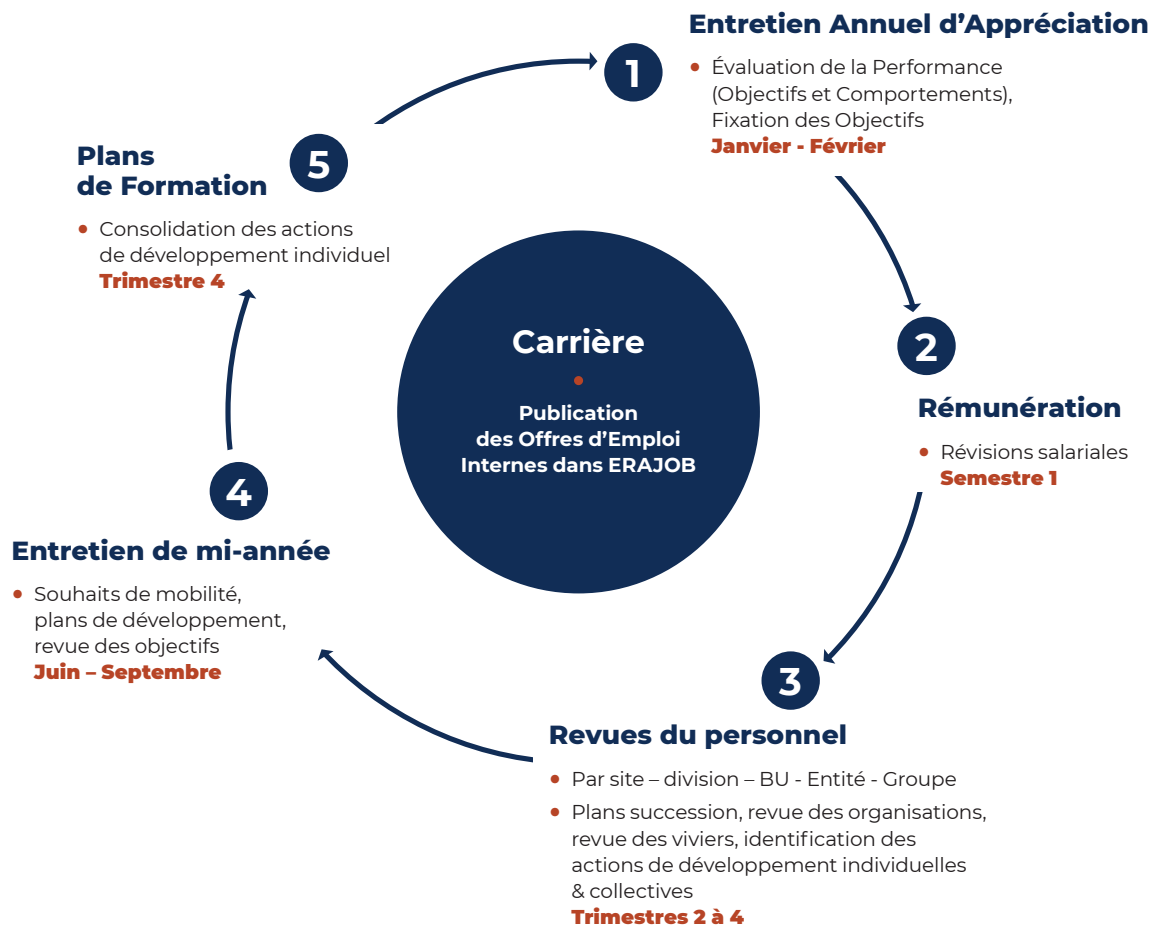 1
Entretien Annuel d’Appréciation
• Évaluation de la Performance
(Objectifs et Comportements),
Fixation des Objectifs
Janvier - Février
2
Rémunération
• Révisions salariales
Semestre 1
3
Revues du personnel
• Par site – division – BU - Entité - Groupe
• Plans succession, revue des organisations,
revue des viviers, identification des
actions de développement individuelles
& collectives
Trimestres 2 à 4
4
Entretien de mi-année
• Souhaits de mobilité,
plans de développement,
revue des objectifs
Juin – Septembre
5
Plans
de Formation
• Consolidation des actions
de développement individuel
Trimestre 4
Carrière
•
Publication
des Offres d’Emploi
Internes dans ERAJOB